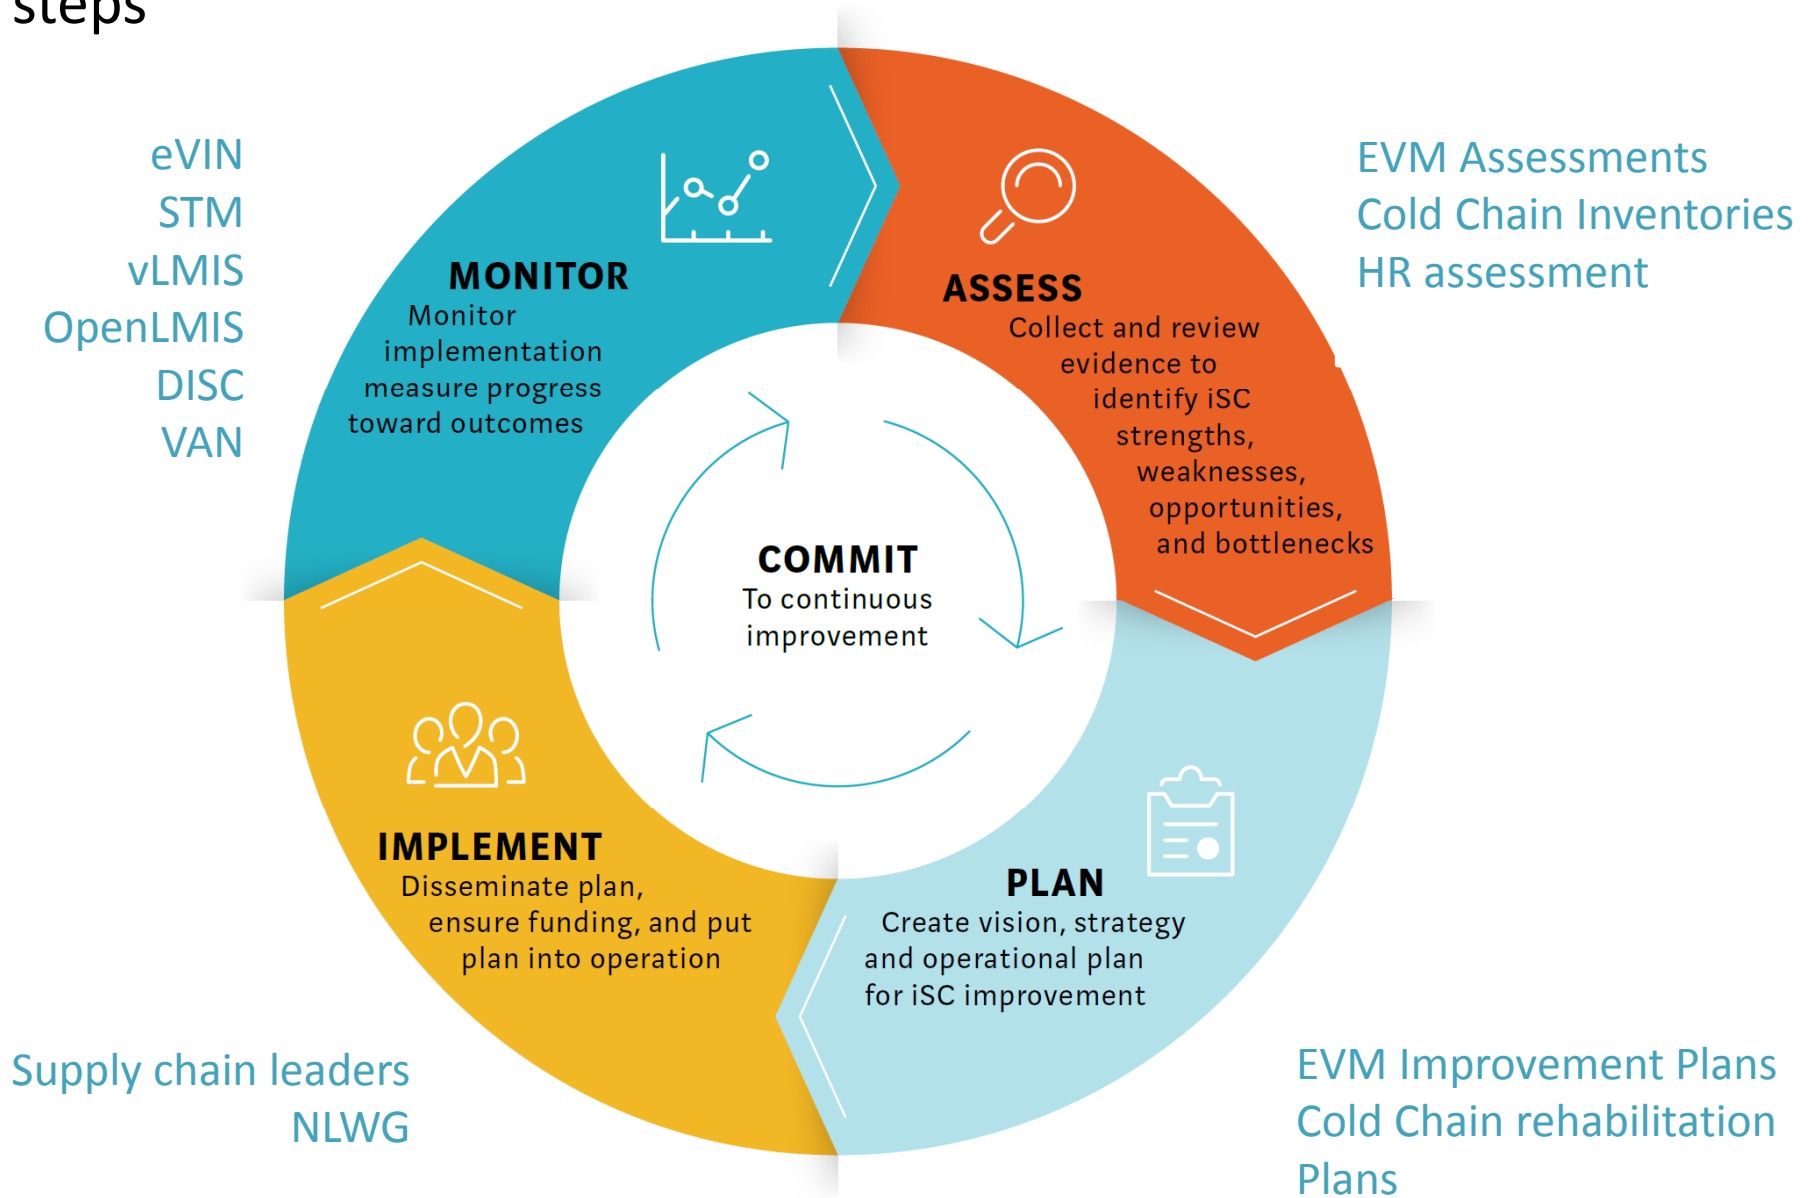 steps
eVIN
STM
vLMIS
OpenLMIS
DISC
VAN
MONITOR
Monitor
implementation
measure progress
toward outcomes
ASSESS
Collect and review
evidence to
identify iSC
strengths,
weaknesses,
opportunities,
and bottlenecks
EVM Assessments
Cold Chain Inventories
HR assessment
COMMIT
To continuous
improvement
IMPLEMENT
Disseminate plan,
ensure funding, and put
plan into operation
PLAN
Create vision, strategy
and operational plan
for iSC improvement
Supply chain leaders
NLWG
EVM Improvement Plans
Cold Chain rehabilitation
Plans